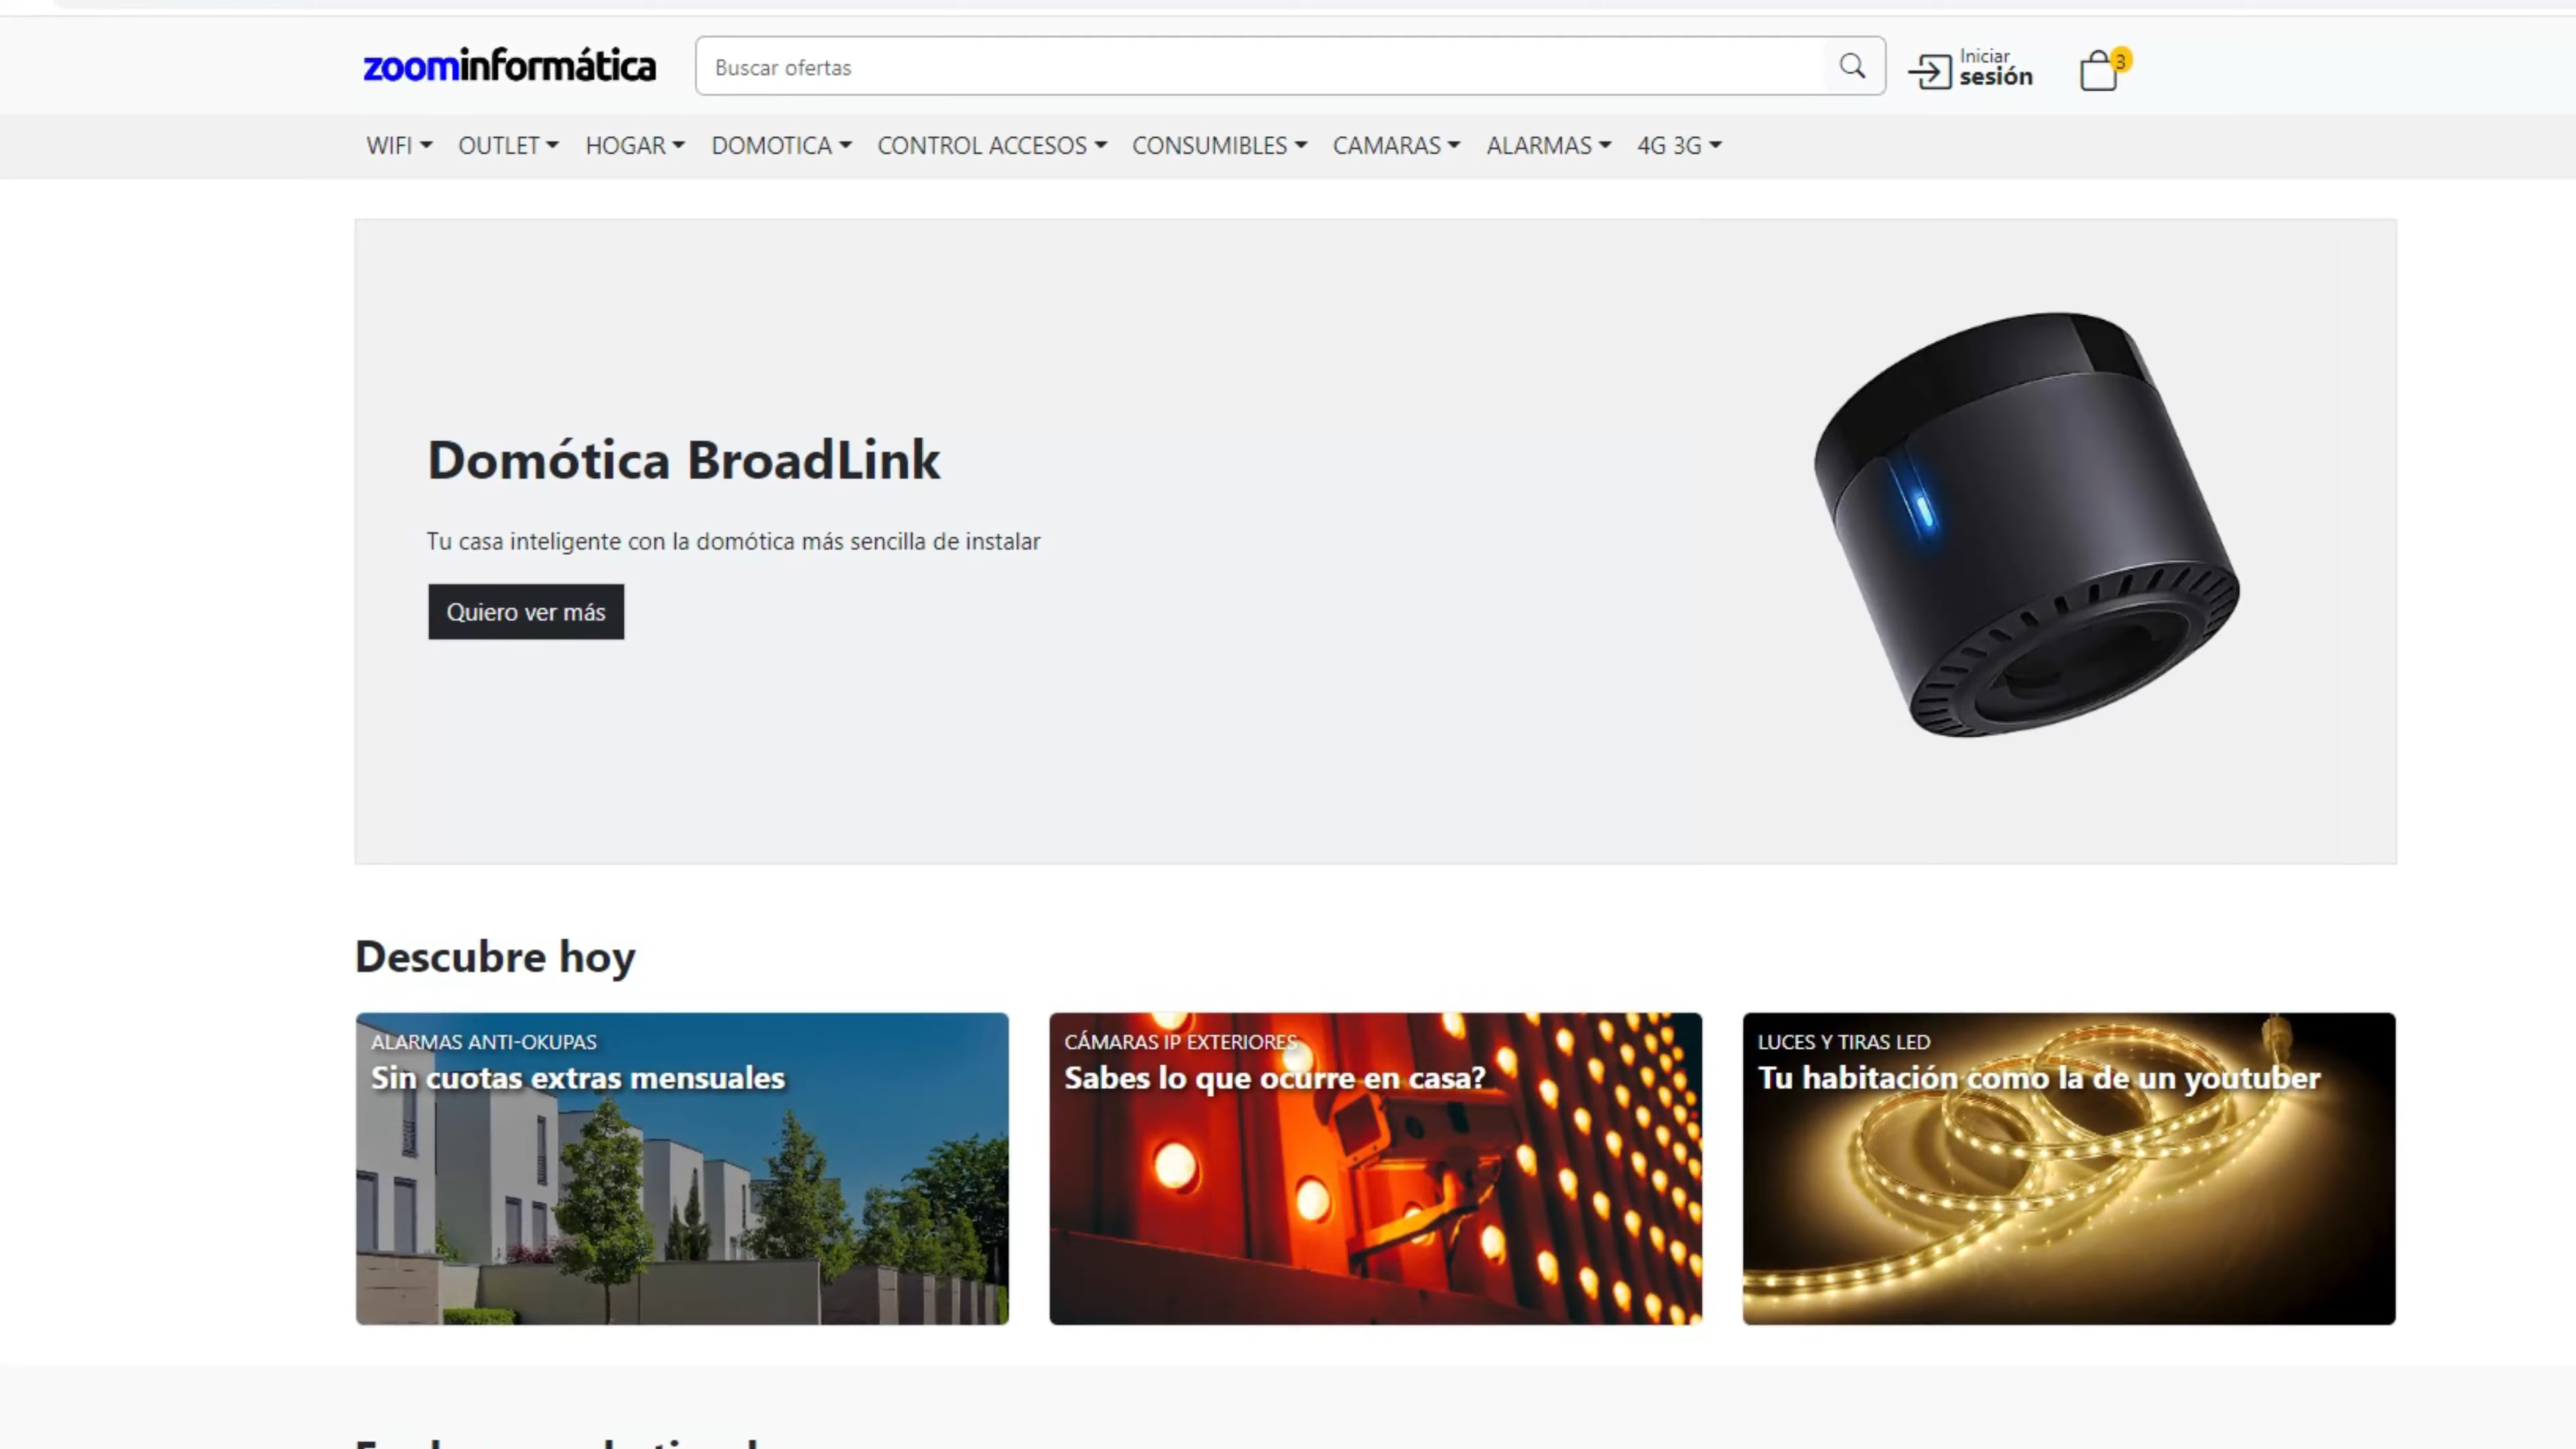 zoominformática
Buscar ofertas
Iniciar
sesión
3
WIFI OUTLET HOGAR DOMOTICA CONTROL ACCESOS CONSUMIBLES CAMARAS ALARMAS 4G 3G
Domótica BroadLink
Tu casa inteligente con la domótica más sencilla de instalar
Quiero ver más
Descubre hoy
ALARMAS ANTI-OKUPAS
Sin cuotas extras mensuales
CÁMARAS IP EXTERIORES
Sabes lo que ocurre en casa?
LUCES Y TIRAS LED
Tu habitación como la de un youtuber